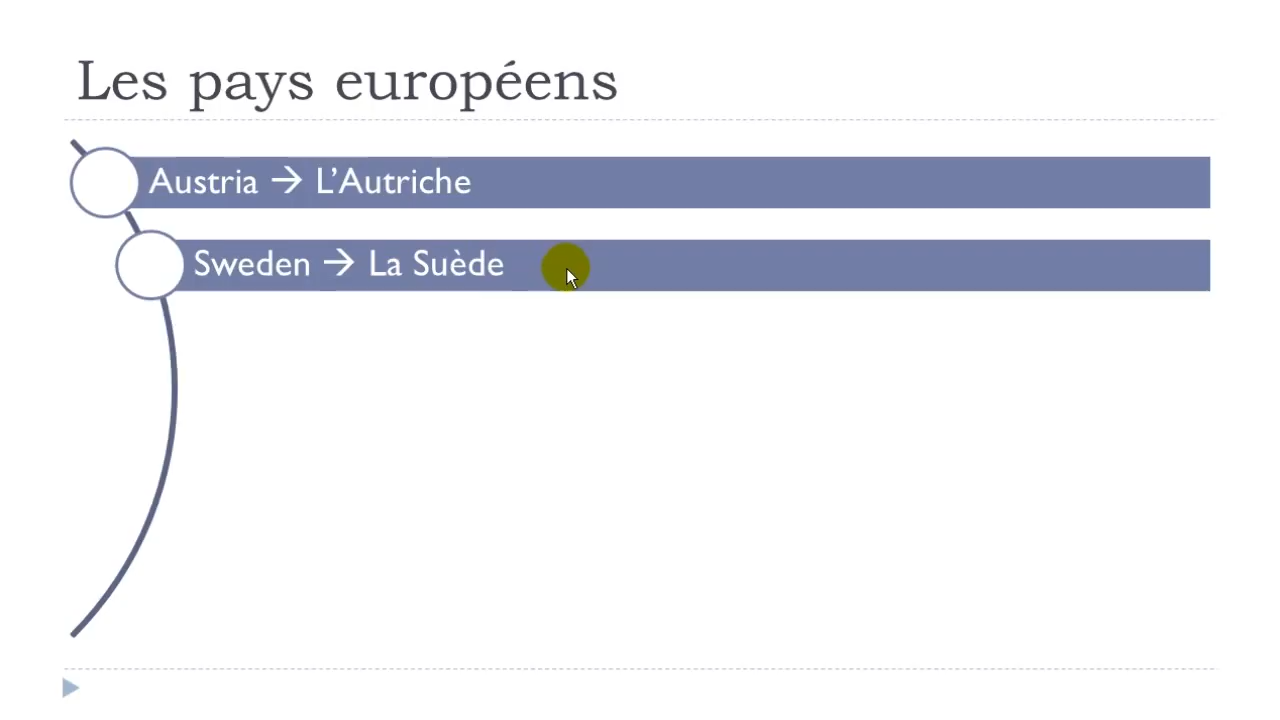 Les pays européens
Austria → L’Autriche
Sweden → La Suède